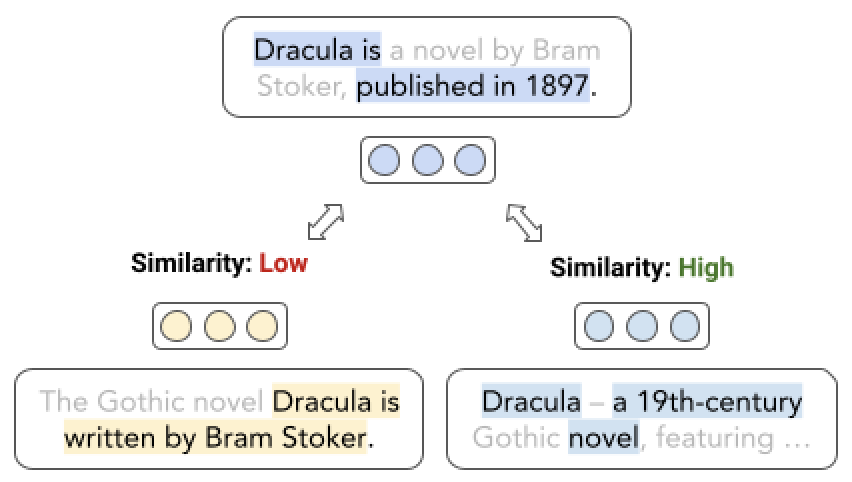 Dracula is a novel by Bram
Stoker, published in 1897.
Similarity: Low
Similarity: High
The Gothic novel Dracula is
written by Bram Stoker.
Dracula – a 19th-century
Gothic novel, featuring ...